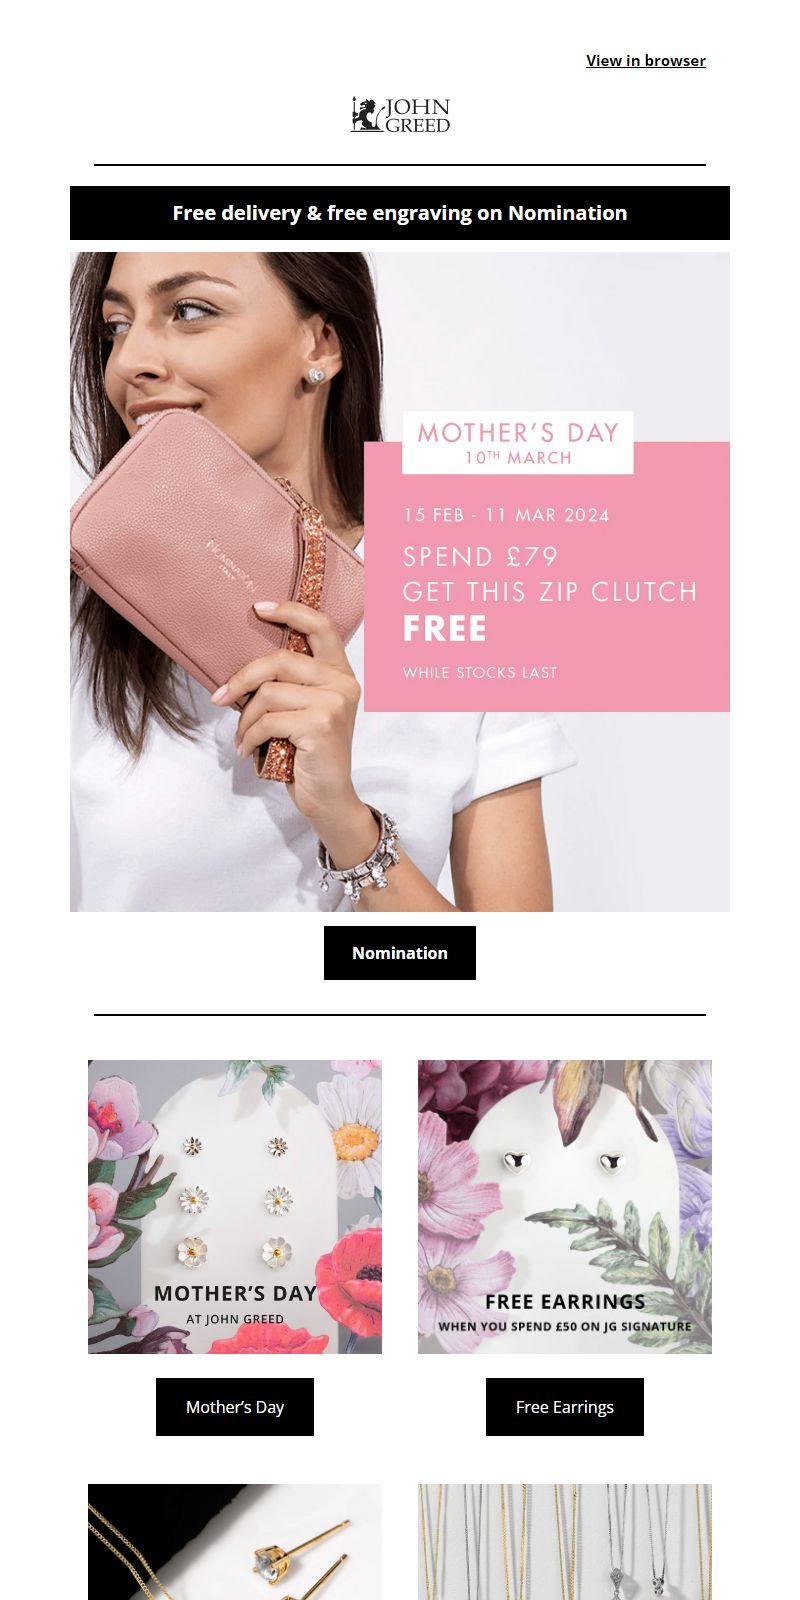 View in browser
JOHN
GREED
Free delivery & free engraving on Nomination
MOTHER'S DAY
10TH MARCH
15 FEB - 11 MAR 2024
SPEND £79
GET THIS ZIP CLUTCH
FREE
WHILE STOCKS LAST
NOMINATION
ITALY
Nomination
MOTHER'S DAY
AT JOHN GREED
FREE EARRINGS
WHEN YOU SPEND £50 ON JG SIGNATURE
Mother's Day
Free Earrings